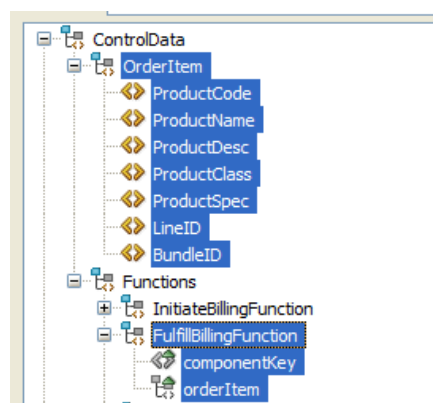 ControlData
OrderItem
ProductCode
ProductName
ProductDesc
ProductClass
ProductSpec
LineID
BundleID
Functions
InitiateBillingFunction
FulfillBillingFunction
componentKey
orderItem